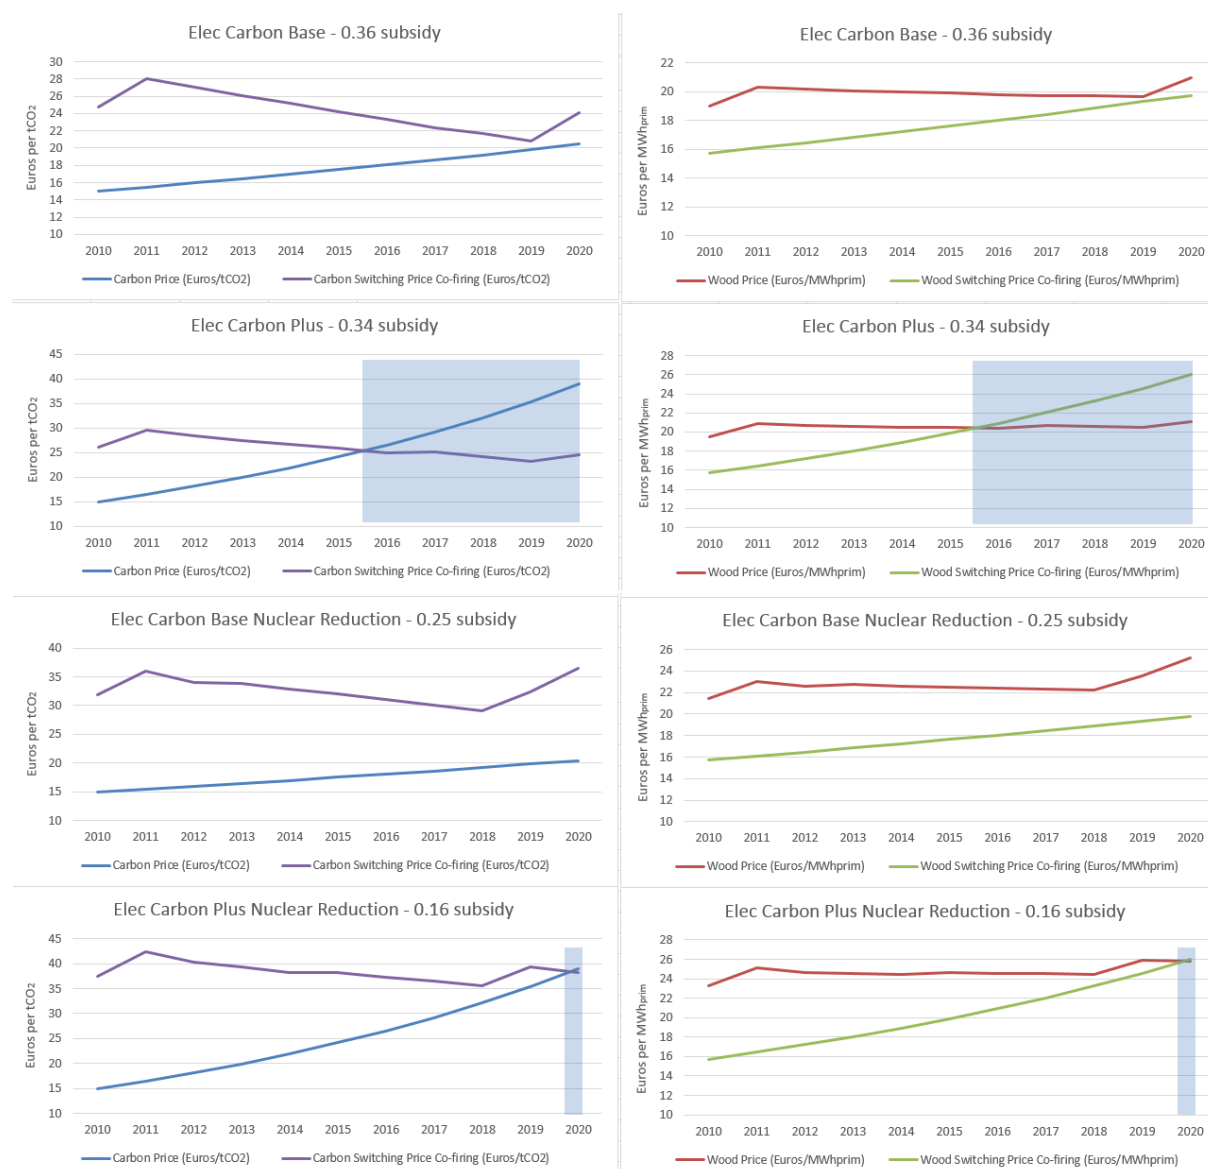 Elec Carbon Base - 0.36 subsidy
Euros per tCO2
30
28
26
24
22
20
18
16
14
12
10
2010 2011 2012 2013 2014 2015 2016 2017 2018 2019 2020
Carbon Price (Euros/tCO2) Carbon Switching Price Co-firing (Euros/tCO2)
Elec Carbon Base - 0.36 subsidy
Euros per MWhprim
22
20
18
16
14
12
10
2010 2011 2012 2013 2014 2015 2016 2017 2018 2019 2020
Wood Price (Euros/MWhprim) Wood Switching Price Co-firing (Euros/MWhprim)
Elec Carbon Plus - 0.34 subsidy
Euros per tCO2
45
40
35
30
25
20
15
10
2010 2011 2012 2013 2014 2015 2016 2017 2018 2019 2020
Carbon Price (Euros/tCO2) Carbon Switching Price Co-firing (Euros/tCO2)
Elec Carbon Plus - 0.34 subsidy
Euros per MWhprim
28
26
24
22
20
18
16
14
12
10
2010 2011 2012 2013 2014 2015 2016 2017 2018 2019 2020
Wood Price (Euros/MWhprim) Wood Switching Price Co-firing (Euros/MWhprim)
Elec Carbon Base Nuclear Reduction - 0.25 subsidy
Euros per tCO2
40
35
30
25
20
15
10
2010 2011 2012 2013 2014 2015 2016 2017 2018 2019 2020
Carbon Price (Euros/tCO2) Carbon Switching Price Co-firing (Euros/tCO2)
Elec Carbon Base Nuclear Reduction - 0.25 subsidy
Euros per MWhprim
26
24
22
20
18
16
14
12
10
2010 2011 2012 2013 2014 2015 2016 2017 2018 2019 2020
Wood Price (Euros/MWhprim) Wood Switching Price Co-firing (Euros/MWhprim)
Elec Carbon Plus Nuclear Reduction - 0.16 subsidy
Euros per tCO2
45
40
35
30
25
20
15
10
2010 2011 2012 2013 2014 2015 2016 2017 2018 2019 2020
Carbon Price (Euros/tCO2) Carbon Switching Price Co-firing (Euros/tCO2)
Elec Carbon Plus Nuclear Reduction - 0.16 subsidy
Euros per MWhprim
28
26
24
22
20
18
16
14
12
10
2010 2011 2012 2013 2014 2015 2016 2017 2018 2019 2020
Wood Price (Euros/MWhprim) Wood Switching Price Co-firing (Euros/MWhprim)